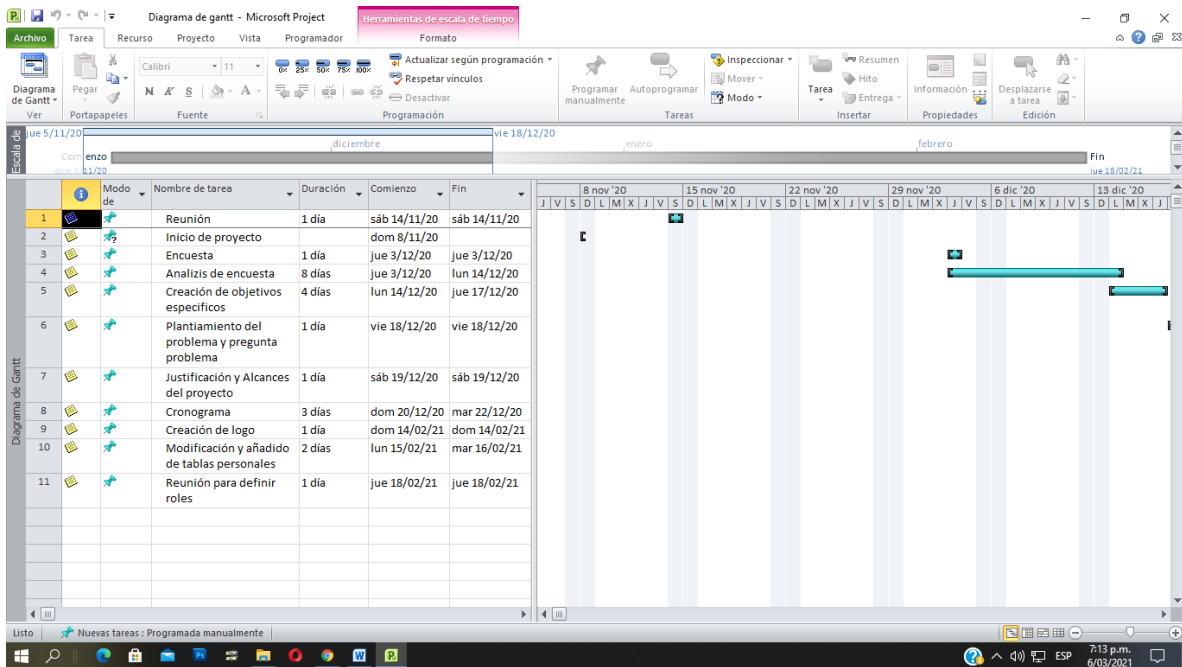 Diagrama de gantt - Microsoft Project
Herramientas de escala de tiempo
Archivo Tarea Recurso Proyecto Vista Programador Formato
Diagrama de Gantt
Ver
Pegar
Portapapeles
Calibri 11
N K S A
Fuente
0% 25% 50% 75% 100%
Actualizar según programación
Respetar vínculos
Desactivar
Programación
Programar manualmente
Autoprogramar
Inspeccionar
Mover
Modo
Tareas
Tarea
Resumen
Hito
Entrega
Insertar
Información
Propiedades
Desplazarse a tarea
Edición
Escala de
jue 5/11/20 vie 18/12/20
diciembre enero febrero
Comienzo
dom 8/11/20
Fin
jue 18/02/21
Diagrama de Gantt
Modo de Nombre de tarea Duración Comienzo Fin
8 nov '20 15 nov '20 22 nov '20 29 nov '20 6 dic '20 13 dic '20
J V S D L M X J V S D L M X J V S D L M X J V S D L M X J V S D L M X J V S D L M X J
1 Reunión 1 día sáb 14/11/20 sáb 14/11/20
2 Inicio de proyecto dom 8/11/20
3 Encuesta 1 día jue 3/12/20 jue 3/12/20
4 Analizis de encuesta 8 días jue 3/12/20 lun 14/12/20
5 Creación de objetivos 4 días lun 14/12/20 jue 17/12/20
especificos
6 Plantiamiento del 1 día vie 18/12/20 vie 18/12/20
problema y pregunta
problema
7 Justificación y Alcances 1 día sáb 19/12/20 sáb 19/12/20
del proyecto
8 Cronograma 3 días dom 20/12/20 mar 22/12/20
9 Creación de logo 1 día dom 14/02/21 dom 14/02/21
10 Modificación y añadido 2 días lun 15/02/21 mar 16/02/21
de tablas personales
11 Reunión para definir 1 día jue 18/02/21 jue 18/02/21
roles
Listo Nuevas tareas : Programada manualmente
ESP
7:13 p.m.
6/03/2021